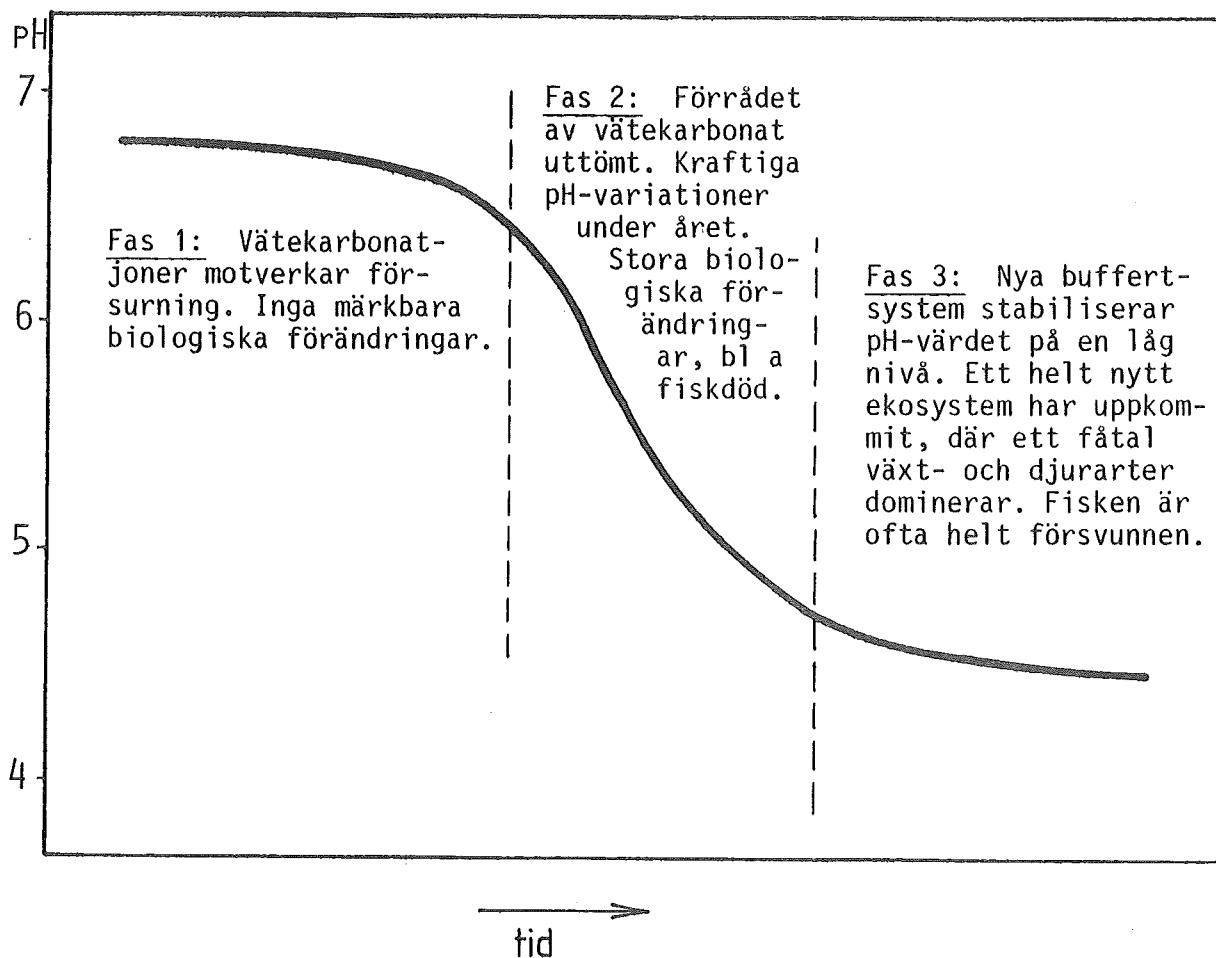 pH
7
6
5
4
Fas 1: Vätekarbonat-
joner motverkar för-
surning. Inga märkbara
biologiska förändringar.
Fas 2: Förrådet
av vätekarbonat
uttömt. Kraftiga
pH-variationer
under året.
Stora biolo-
giska för-
ändring-
ar, bl a
fiskdöd.
Fas 3: Nya buffert-
system stabiliserar
pH-värdet på en låg
nivå. Ett helt nytt
ekosystem har uppkom-
mit, där ett fåtal
växt- och djurarter
dominerar. Fisken är
ofta helt försvunnen.
tid